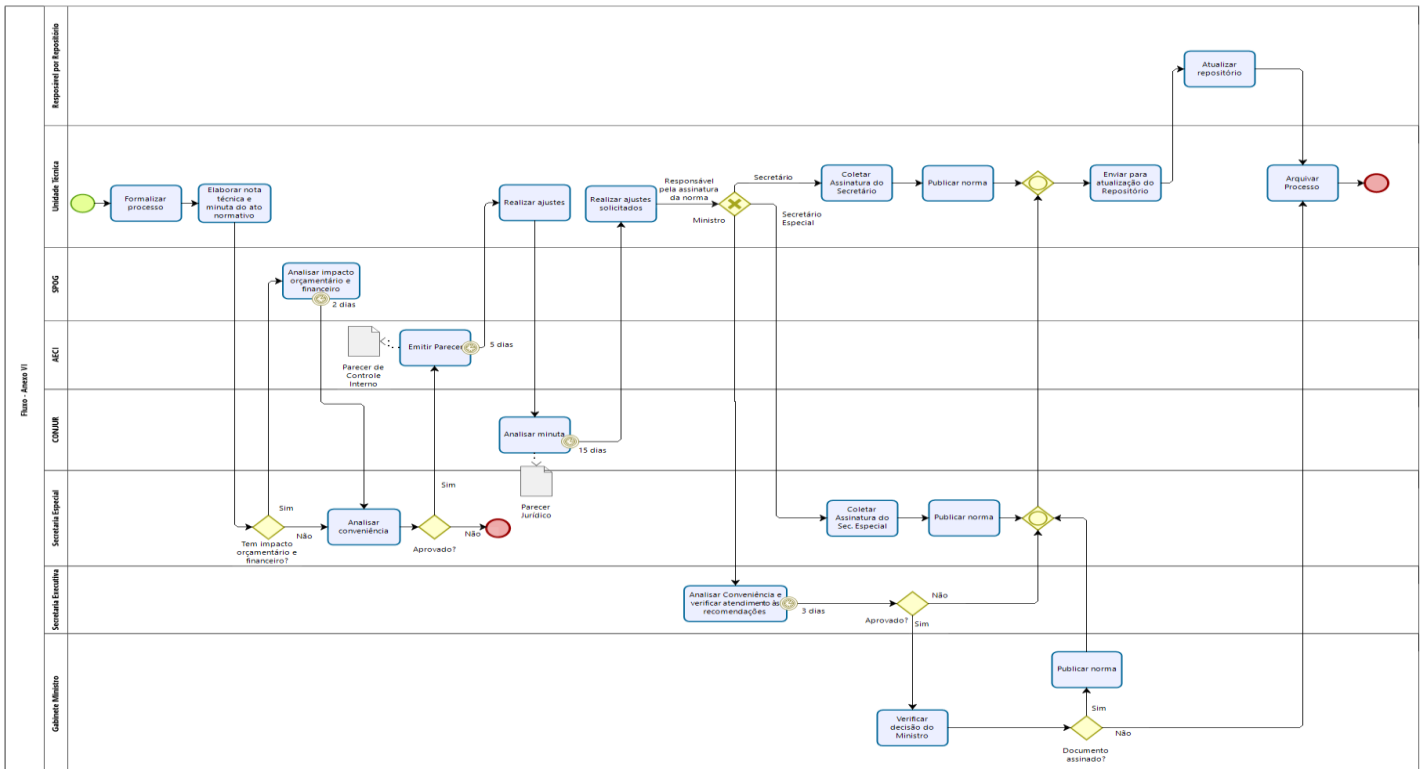 Fluxo - Anexo VI
Responsável por Repositório
Atualizar
repositório
Unidade Técnica
Formalizar
processo
Elaborar nota
técnica e
minuta do ato
normativo
Realizar ajustes
Realizar ajustes
solicitados
Responsável
pela assinatura
da norma
Ministro
Secretário
Secretário
Especial
Coletar
Assinatura do
Secretário
Publicar norma
Enviar para
atualização do
Repositório
Arquivar
Processo
SPOG
Analisar impacto
orçamentário e
financeiro
2 dias
AECI
Parecer de
Controle
Interno
Emitir Parecer
5 dias
CONJUR
Analisar minuta
15 dias
Parecer
Jurídico
Secretaria Especial
Sim
Não
Tem impacto
orçamentário e
financeiro?
Analisar
conveniência
Sim
Aprovado?
Não
Coletar
Assinatura do
Sec. Especial
Publicar norma
Secretaria Executiva
Analisar Conveniência e
verificar atendimento às
recomendações
3 dias
Aprovado?
Não
Sim
Gabinete Ministro
Verificar
decisão do
Ministro
Publicar norma
Sim
Não
Documento
assinado?